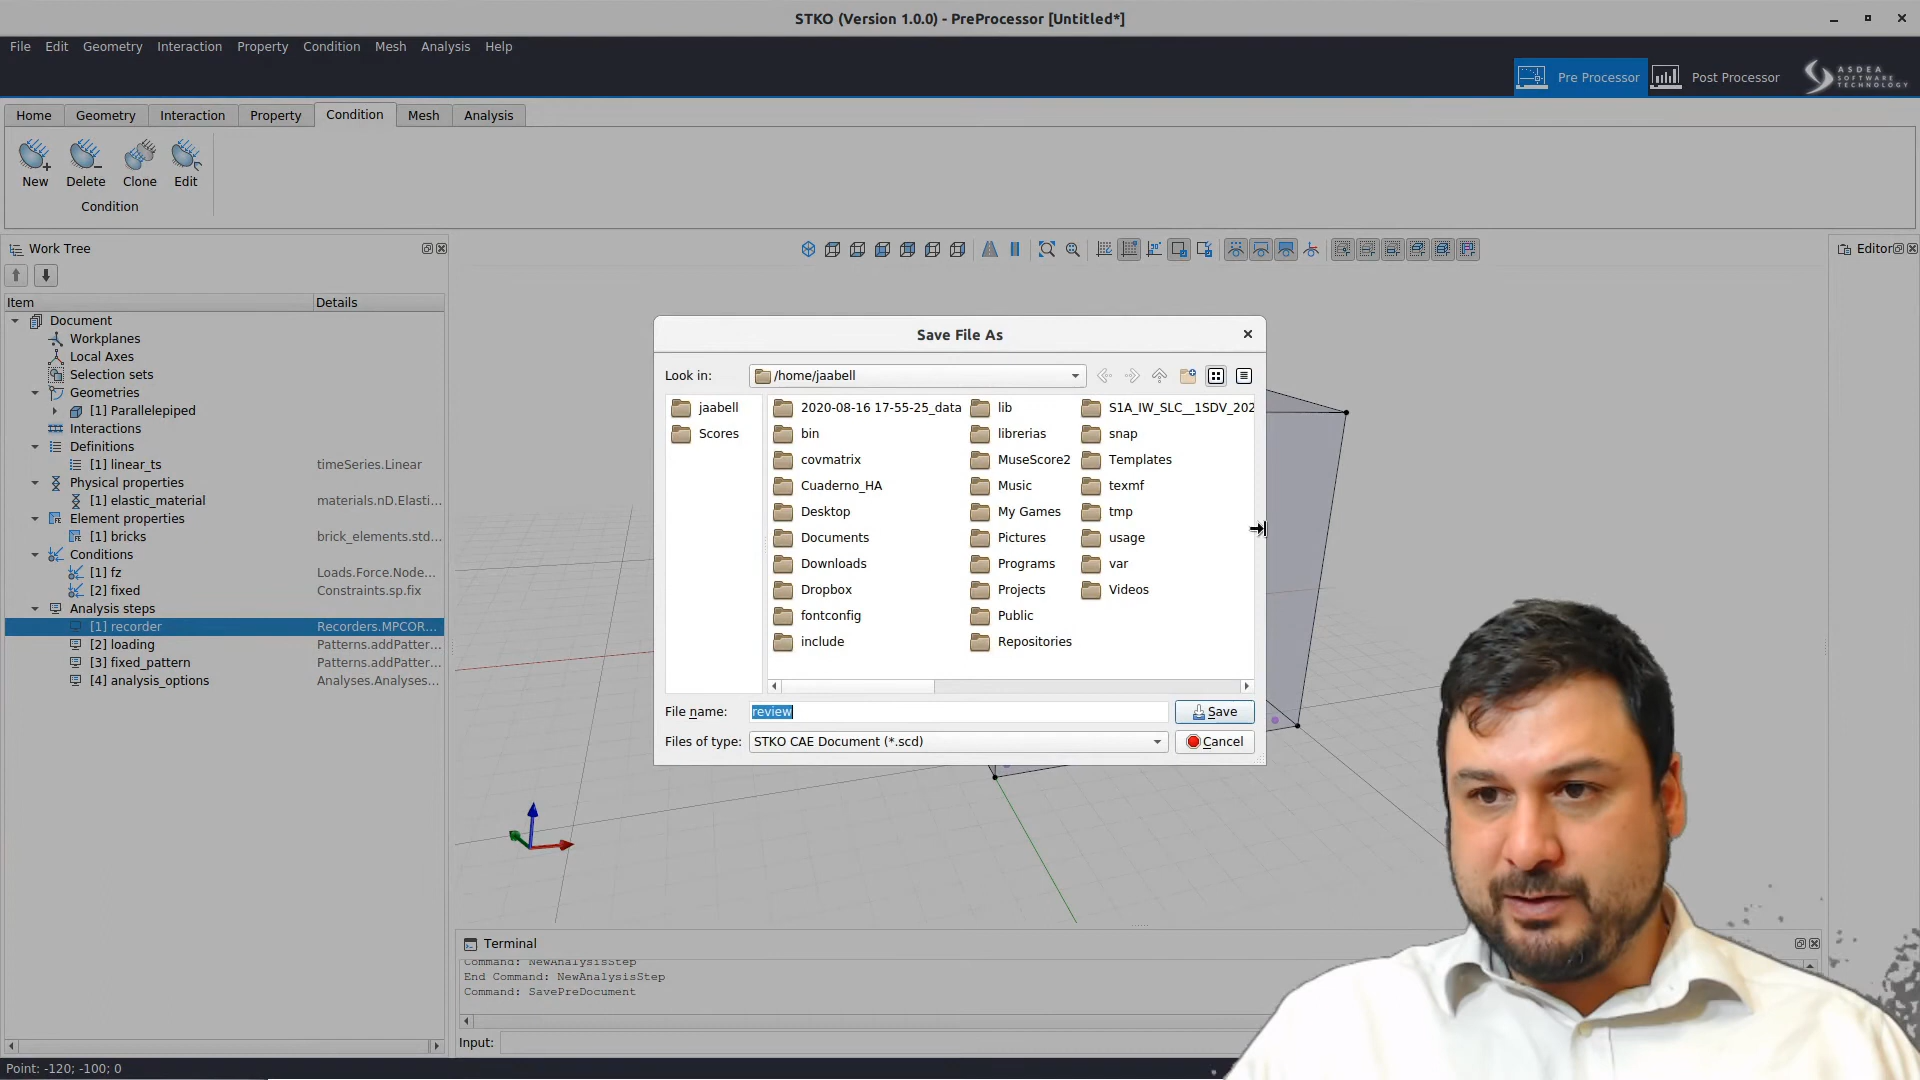 STKO (Version 1.0.0) - PreProcessor [Untitled*]
File Edit Geometry Interaction Property Condition Mesh Analysis Help
Pre Processor Post Processor
ASDEA
SOFTWARE
TECHNOLOGY
Home Geometry Interaction Property Condition Mesh Analysis
New Delete Clone Edit
Condition
Work Tree
Editor
Item Details
Document
Workplanes
Local Axes
Selection sets
Geometries
[1] Parallelepiped
Interactions
Definitions
[1] linear_ts timeSeries.Linear
Physical properties
[1] elastic_material materials.nD.Elasti...
Element properties
[1] bricks brick_elements.std...
Conditions
[1] fz Loads.Force.Node...
[2] fixed Constraints.sp.fix
Analysis steps
[1] recorder Recorders.MPCOR...
[2] loading Patterns.addPatter...
[3] fixed_pattern Patterns.addPatter...
[4] analysis_options Analyses.Analyses...
Save File As
Look in: /home/jaabell
jaabell
Scores
2020-08-16 17-55-25_data lib S1A_IW_SLC__1SDV_202
bin librerias snap
covmatrix MuseScore2 Templates
Cuaderno_HA Music texmf
Desktop My Games tmp
Documents Pictures usage
Downloads Programs var
Dropbox Projects Videos
fontconfig Public
include Repositories
File name: review Save
Files of type: STKO CAE Document (*.scd) Cancel
Terminal
Command: NewAnalysisStep
End Command: NewAnalysisStep
Command: SavePreDocument
Input:
Point: -120; -100; 0